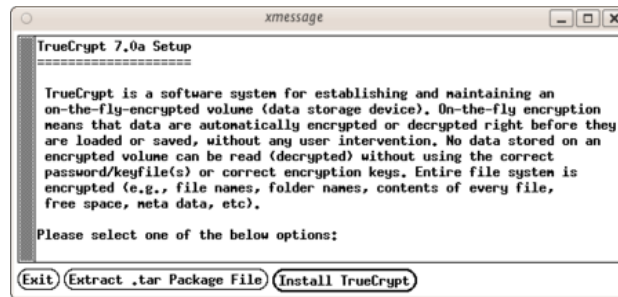 xmessage
TrueCrypt 7.0a Setup
====================
TrueCrypt is a software system for establishing and maintaining an
on-the-fly-encrypted volume (data storage device). On-the-fly encryption
means that data are automatically encrypted or decrypted right before they
are loaded or saved, without any user intervention. No data stored on an
encrypted volume can be read (decrypted) without using the correct
password/keyfile(s) or correct encryption keys. Entire file system is
encrypted (e.g., file names, folder names, contents of every file,
free space, meta data, etc).
Please select one of the below options:
Exit Extract .tar Package File Install TrueCrypt